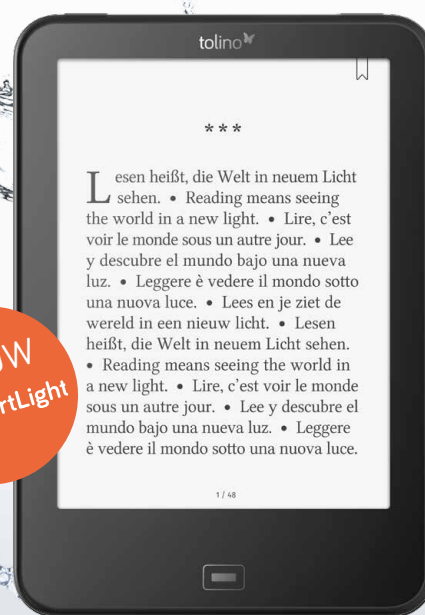 tolino
* * *
Lesen heißt, die Welt in neuem Licht
sehen. • Reading means seeing
the world in a new light. • Lire, c'est
voir le monde sous un autre jour. • Lee
y descubre el mundo bajo una nueva
luz. • Leggere è vedere il mondo sotto
una nuova luce. • Lees en je ziet de
wereld in een nieuw licht. • Lesen
heißt, die Welt in neuem Licht sehen.
• Reading means seeing the world in
a new light. • Lire, c'est voir le monde
sous un autre jour. • Lee y descubre el
mundo bajo una nueva luz. • Leggere
è vedere il mondo sotto una nuova luce.
1 / 48
UW
rtLight